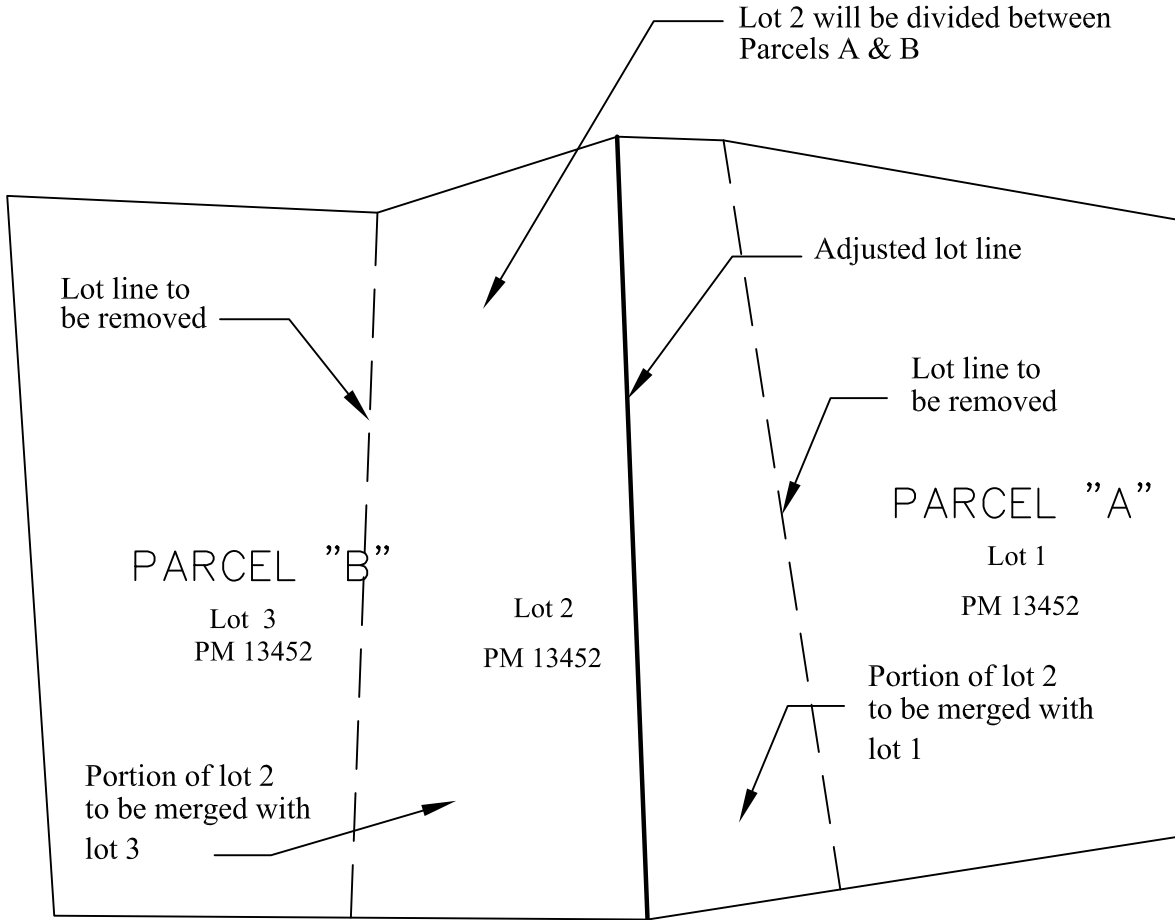 Lot 2 will be divided between
Parcels A & B
Adjusted lot line
Lot line to
be removed
Lot line to
be removed
PARCEL "A"
Lot 1
PM 13452
PARCEL "B"
Lot 3
PM 13452
Lot 2
PM 13452
Portion of lot 2
to be merged with
lot 1
Portion of lot 2
to be merged with
lot 3